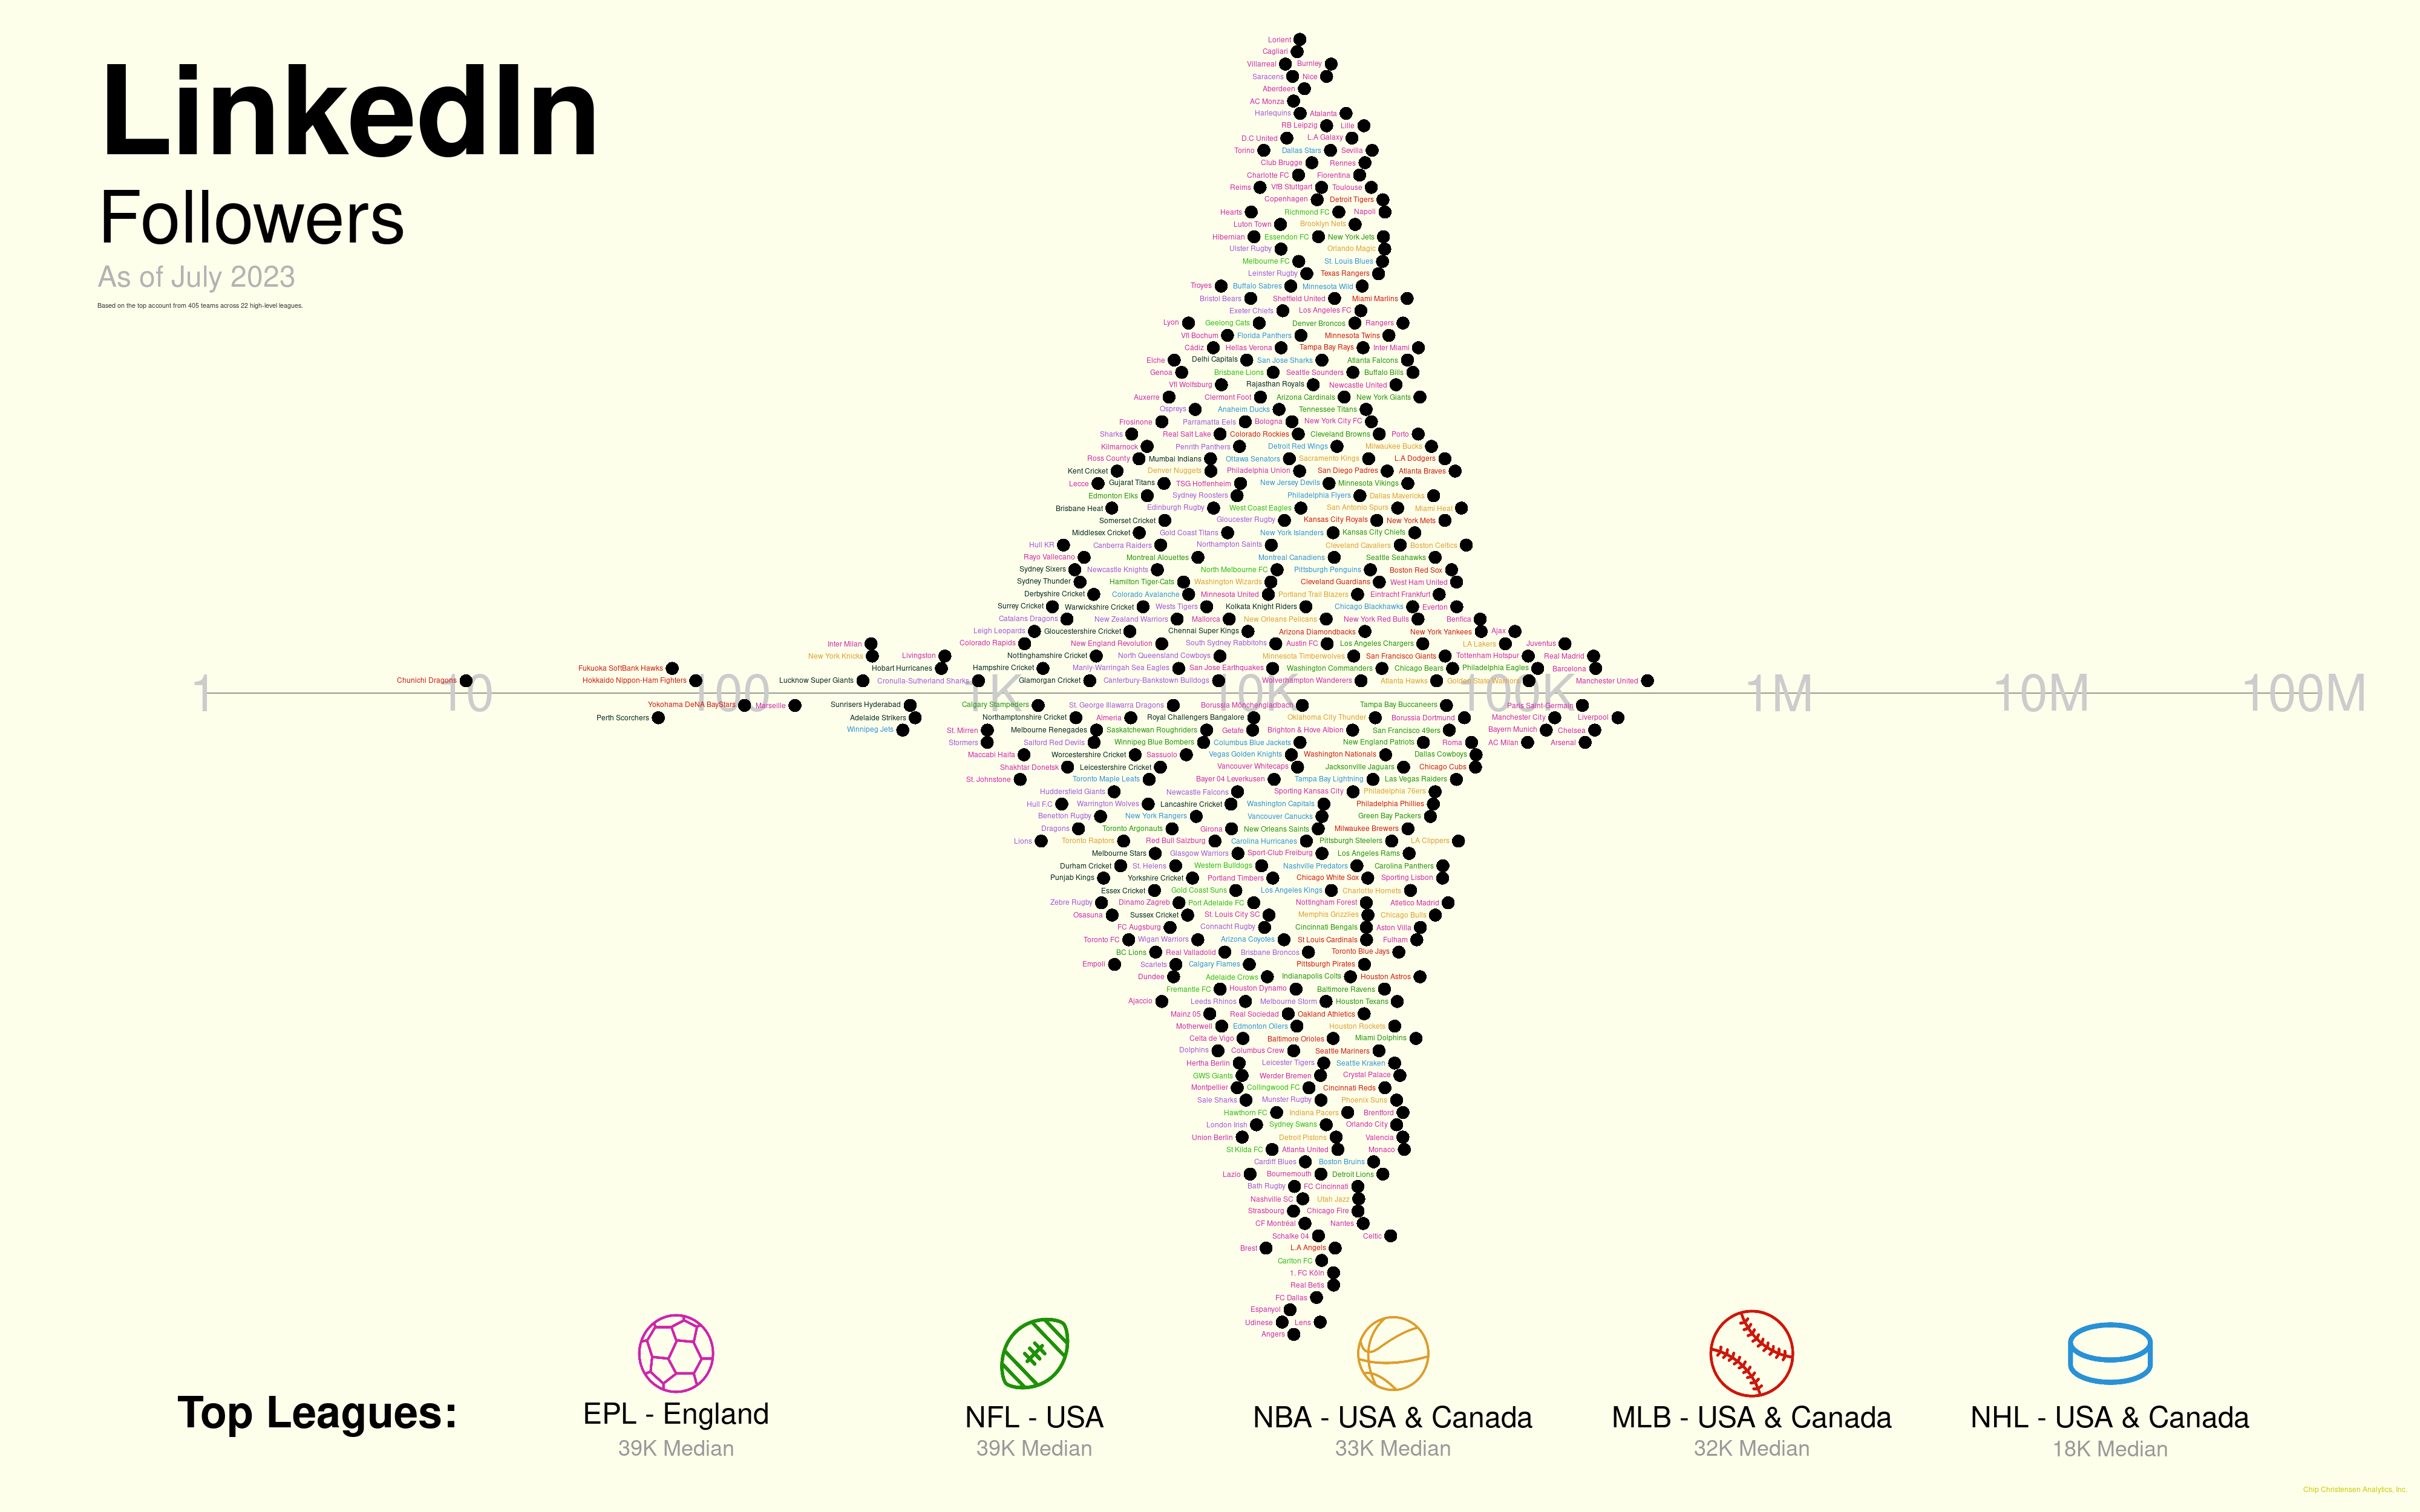 LinkedIn
Followers
As of July 2023
Based on the top account from 405 teams across 22 high-level leagues.
Lorient
Cagliari
Villarreal Burnley
Saracens Nice
Aberdeen
AC Monza
Harlequins Atalanta
RB Leipzig Lille
D.C United L.A Galaxy
Torino Dallas Stars Sevilla
Club Brugge Rennes
Charlotte FC Fiorentina
Reims VfB Stuttgart Toulouse
Copenhagen Detroit Tigers
Hearts Richmond FC Napoli
Luton Town Brooklyn Nets
Hibernian Essendon FC New York Jets
Ulster Rugby Orlando Magic
Melbourne FC St. Louis Blues
Leinster Rugby Texas Rangers
Troyes Buffalo Sabres Minnesota Wild
Bristol Bears Sheffield United Miami Marlins
Exeter Chiefs Los Angeles FC
Lyon Geelong Cats Denver Broncos Rangers
Vfl Bochum Florida Panthers Minnesota Twins
Cádiz Hellas Verona Tampa Bay Rays Inter Miami
Elche Delhi Capitals San Jose Sharks Atlanta Falcons
Genoa Brisbane Lions Seattle Sounders Buffalo Bills
Vfl Wolfsburg Rajasthan Royals Newcastle United
Auxerre Clermont Foot Arizona Cardinals New York Giants
Ospreys Anaheim Ducks Tennessee Titans
Frosinone Parramatta Eels Bologna New York City FC
Sharks Real Salt Lake Colorado Rockies Cleveland Browns Porto
Kilmarnock Penrith Panthers Detroit Red Wings Milwaukee Bucks
Ross County Mumbai Indians Ottawa Senators Sacramento Kings L.A Dodgers
Kent Cricket Denver Nuggets Philadelphia Union San Diego Padres Atlanta Braves
Lecce Gujarat Titans TSG Hoffenheim New Jersey Devils Minnesota Vikings
Edmonton Elks Sydney Roosters Philadelphia Flyers Dallas Mavericks
Brisbane Heat Edinburgh Rugby West Coast Eagles San Antonio Spurs Miami Heat
Somerset Cricket Gloucester Rugby Kansas City Royals New York Mets
Middlesex Cricket Gold Coast Titans New York Islanders Kansas City Chiefs
Hull KR Canberra Raiders Northampton Saints Cleveland Cavaliers Boston Celtics
Rayo Vallecano Montreal Alouettes Montreal Canadiens Seattle Seahawks
Sydney Sixers Newcastle Knights North Melbourne FC Pittsburgh Penguins Boston Red Sox
Sydney Thunder Hamilton Tiger-Cats Washington Wizards Cleveland Guardians West Ham United
Derbyshire Cricket Colorado Avalanche Minnesota United Portland Trail Blazers Eintracht Frankfurt
Surrey Cricket Warwickshire Cricket Wests Tigers Kolkata Knight Riders Chicago Blackhawks Everton
Catalans Dragons New Zealand Warriors Mallorca New Orleans Pelicans New York Red Bulls Benfica
Leigh Leopards Gloucestershire Cricket Chennai Super Kings Arizona Diamondbacks New York Yankees Ajax
Inter Milan Colorado Rapids New England Revolution South Sydney Rabbitohs Austin FC Los Angeles Chargers LA Lakers Juventus
New York Knicks Livingston Nottinghamshire Cricket North Queensland Cowboys Minnesota Timberwolves San Francisco Giants Tottenham Hotspur Real Madrid
Fukuoka SoftBank Hawks Hobart Hurricanes Hampshire Cricket Manly-Warringah Sea Eagles San Jose Earthquakes Washington Commanders Chicago Bears Philadelphia Eagles Barcelona
Chunichi Dragons Hokkaido Nippon-Ham Fighters Lucknow Super Giants Cronulla-Sutherland Sharks Glamorgan Cricket Canterbury-Bankstown Bulldogs Wolverhampton Wanderers Atlanta Hawks Golden State Warriors Manchester United
1 10 100 1K 10K 100K 1M 10M 100M
Yokohama DeNA BayStars Marseille Sunrisers Hyderabad Calgary Stampeders St. George Illawarra Dragons Borussia Mönchengladbach Tampa Bay Buccaneers Paris Saint-Germain
Perth Scorchers Adelaide Strikers Northamptonshire Cricket Almeria Royal Challengers Bangalore Oklahoma City Thunder Borussia Dortmund Manchester City Liverpool
Winnipeg Jets St. Mirren Melbourne Renegades Saskatchewan Roughriders Getafe Brighton & Hove Albion San Francisco 49ers Bayern Munich Chelsea
Stormers Salford Red Devils Winnipeg Blue Bombers Columbus Blue Jackets New England Patriots Roma AC Milan Arsenal
Maccabi Haifa Worcestershire Cricket Sassuolo Vegas Golden Knights Washington Nationals Dallas Cowboys
Shakhtar Donetsk Leicestershire Cricket Vancouver Whitecaps Jacksonville Jaguars Chicago Cubs
St. Johnstone Toronto Maple Leafs Bayer 04 Leverkusen Tampa Bay Lightning Las Vegas Raiders
Huddersfield Giants Newcastle Falcons Sporting Kansas City Philadelphia 76ers
Hull F.C Warrington Wolves Lancashire Cricket Washington Capitals Philadelphia Phillies
Benetton Rugby New York Rangers Vancouver Canucks Green Bay Packers
Dragons Toronto Argonauts Girona New Orleans Saints Milwaukee Brewers
Lions Toronto Raptors Red Bull Salzburg Carolina Hurricanes Pittsburgh Steelers LA Clippers
Melbourne Stars Glasgow Warriors Sport-Club Freiburg Los Angeles Rams
Durham Cricket St. Helens Western Bulldogs Nashville Predators Carolina Panthers
Punjab Kings Yorkshire Cricket Portland Timbers Chicago White Sox Sporting Lisbon
Essex Cricket Gold Coast Suns Los Angeles Kings Charlotte Hornets
Zebre Rugby Dinamo Zagreb Port Adelaide FC Nottingham Forest Atletico Madrid
Osasuna Sussex Cricket St. Louis City SC Memphis Grizzlies Chicago Bulls
FC Augsburg Connacht Rugby Cincinnati Bengals Aston Villa
Toronto FC Wigan Warriors Arizona Coyotes St Louis Cardinals Fulham
BC Lions Real Valladolid Brisbane Broncos Toronto Blue Jays
Empoli Scarlets Calgary Flames Pittsburgh Pirates
Dundee Adelaide Crows Indianapolis Colts Houston Astros
Fremantle FC Houston Dynamo Baltimore Ravens
Ajaccio Leeds Rhinos Melbourne Storm Houston Texans
Mainz 05 Real Sociedad Oakland Athletics
Motherwell Edmonton Oilers Houston Rockets
Celta de Vigo Baltimore Orioles Miami Dolphins
Dolphins Columbus Crew Seattle Mariners
Hertha Berlin Leicester Tigers Seattle Kraken
GWS Giants Werder Bremen Crystal Palace
Montpellier Collingwood FC Cincinnati Reds
Sale Sharks Munster Rugby Phoenix Suns
Hawthorn FC Indiana Pacers Brentford
London Irish Sydney Swans Orlando City
Union Berlin Detroit Pistons Valencia
St Kilda FC Atlanta United Monaco
Cardiff Blues Boston Bruins
Lazio Bournemouth Detroit Lions
Bath Rugby FC Cincinnati
Nashville SC Utah Jazz
Strasbourg Chicago Fire
CF Montréal Nantes
Schalke 04 Celtic
Brest L.A Angels
Carlton FC
1. FC Köln
Real Betis
FC Dallas
Espanyol
Udinese Lens
Angers
Top Leagues:
EPL - England NFL - USA NBA - USA & Canada MLB - USA & Canada NHL - USA & Canada
39K Median 39K Median 33K Median 32K Median 18K Median
Chip Christensen Analytics, Inc.